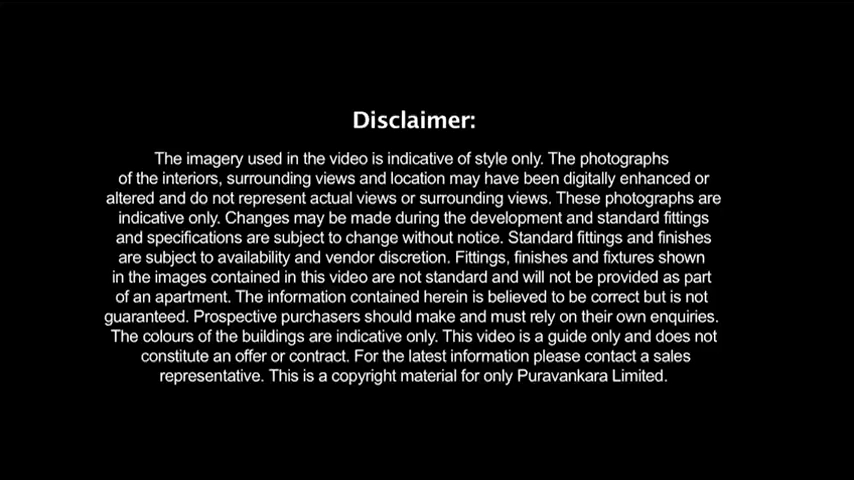 Disclaimer:
The imagery used in the video is indicative of style only. The photographs
of the interiors, surrounding views and location may have been digitally enhanced or
altered and do not represent actual views or surrounding views. These photographs are
indicative only. Changes may be made during the development and standard fittings
and specifications are subject to change without notice. Standard fittings and finishes
are subject to availability and vendor discretion. Fittings, finishes and fixtures shown
in the images contained in this video are not standard and will not be provided as part
of an apartment. The information contained herein is believed to be correct but is not
guaranteed. Prospective purchasers should make and must rely on their own enquiries.
The colours of the buildings are indicative only. This video is a guide only and does not
constitute an offer or contract. For the latest information please contact a sales
representative. This is a copyright material for only Puravankara Limited.